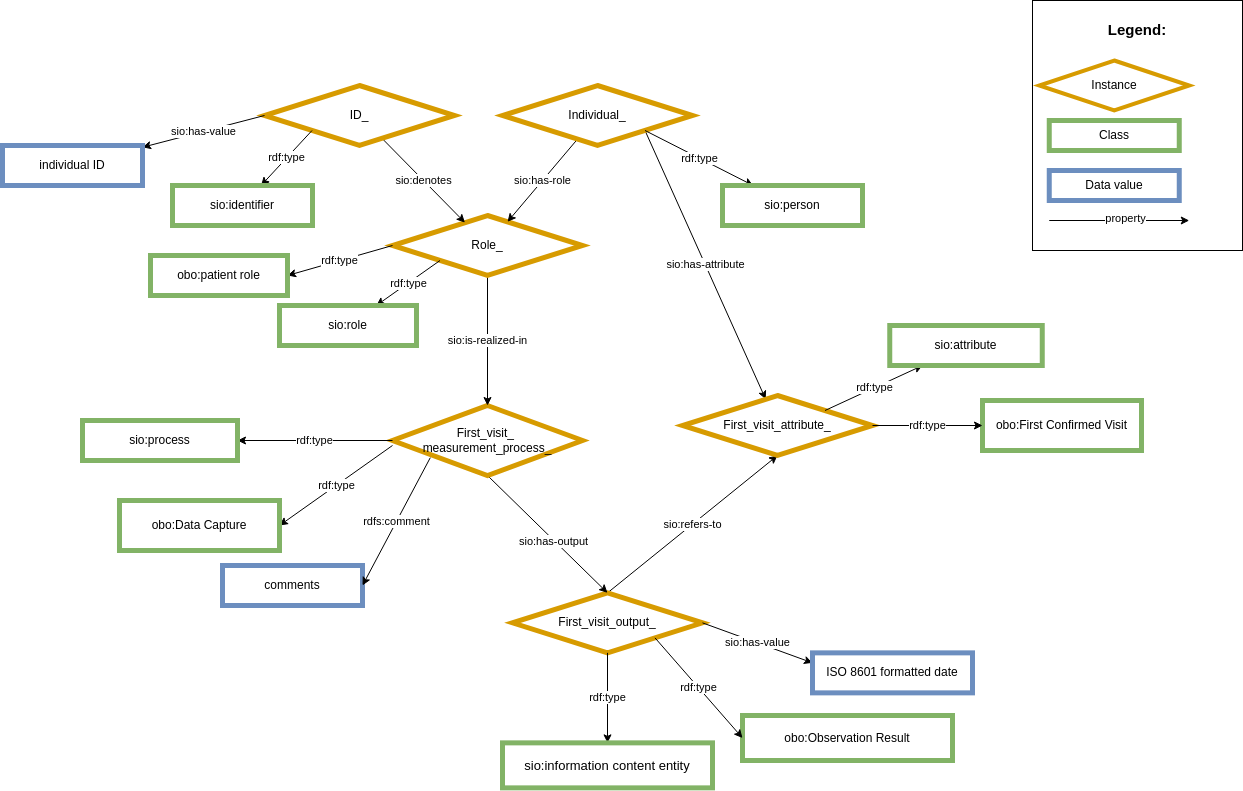 Legend:
Instance
Class
Data value
property
ID_
Individual_
sio:has-value
individual ID
rdf:type
sio:identifier
sio:denotes
sio:has-role
rdf:type
sio:person
Role_
rdf:type
obo:patient role
rdf:type
sio:role
sio:has-attribute
sio:is-realized-in
sio:attribute
rdf:type
First_visit_attribute_
rdf:type
obo:First Confirmed Visit
First_visit_
measurement_process_
rdf:type
sio:process
rdf:type
obo:Data Capture
rdfs:comment
comments
sio:has-output
sio:refers-to
First_visit_output_
sio:has-value
ISO 8601 formatted date
rdf:type
rdf:type
obo:Observation Result
sio:information content entity